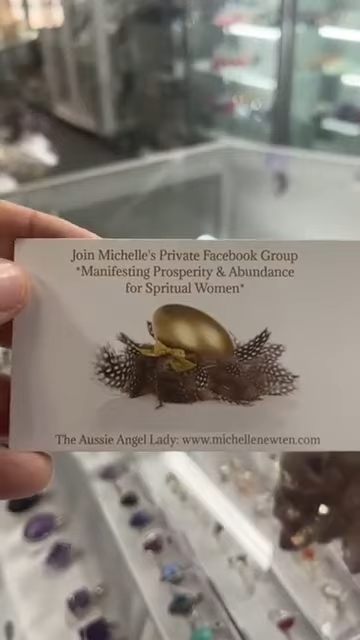 Join Michelle's Private Facebook Group
*Manifesting Prosperity & Abundance
for Spritual Women*
The Aussie Angel Lady: www.michellenewten.com